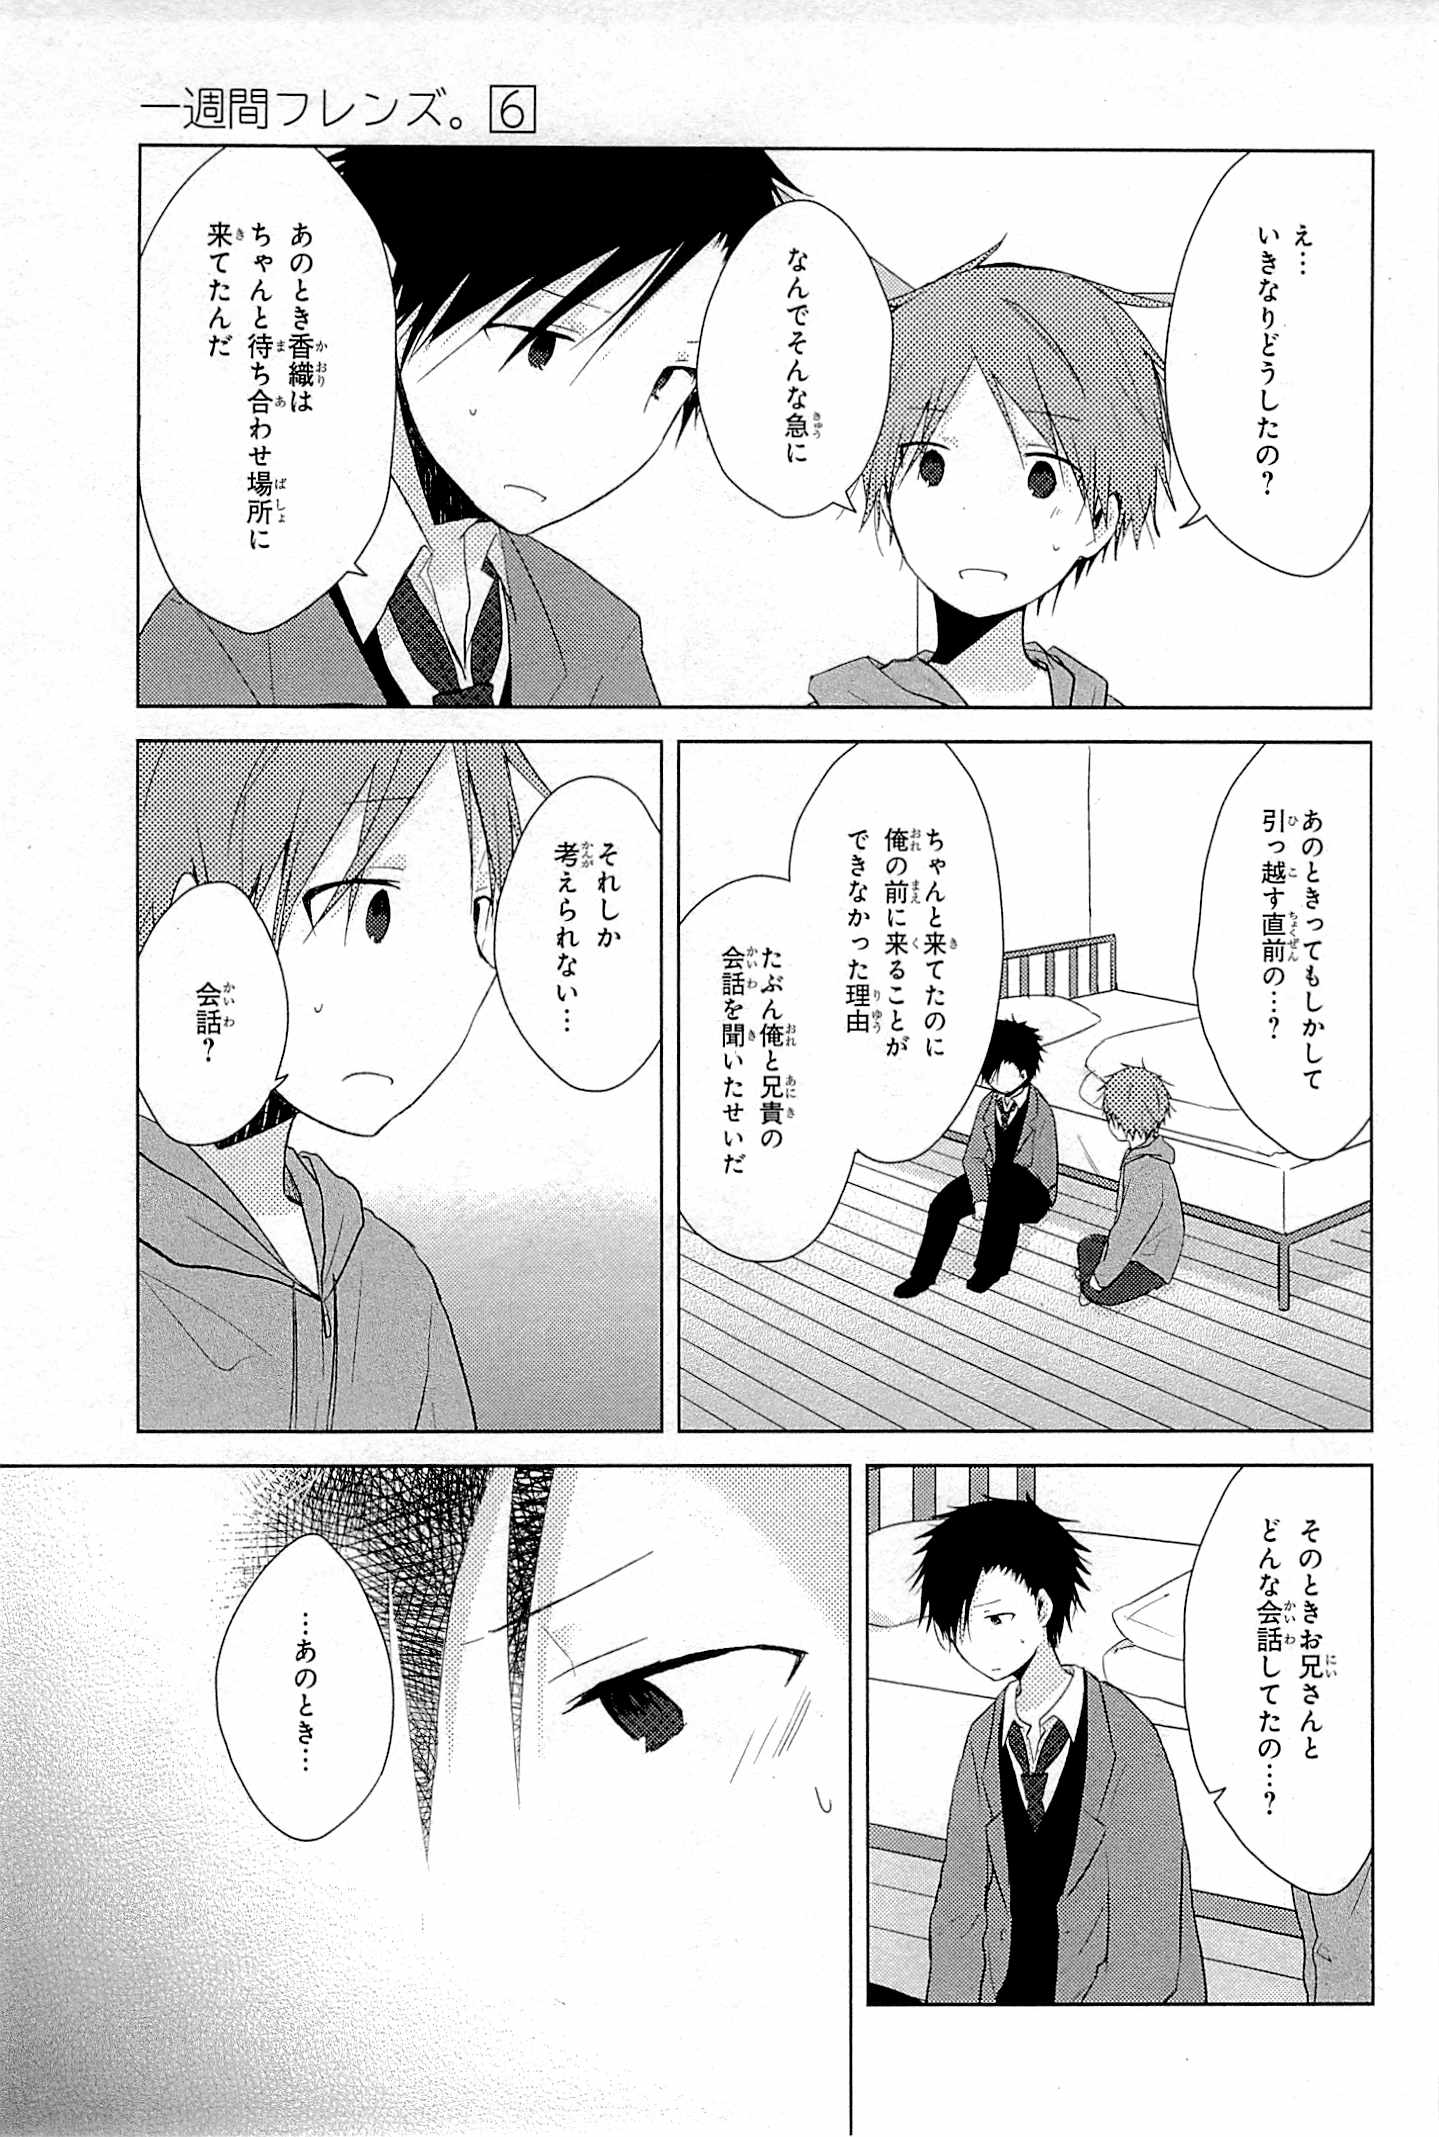 一週間フレンズ。 6
え…
いきなりどうしたの?
なんでそんな急に
あのとき香織は
ちゃんと待ち合わせ場所に
来てたんだ
あのときってもしかして
引っ越す直前の…?
ちゃんと来てたのに
俺の前に来ることが
できなかった理由
たぶん俺と兄貴の
会話を聞いたせいだ
それしか
考えられない…
会話?
そのときお兄さんと
どんな会話してたの…?
…あのとき…